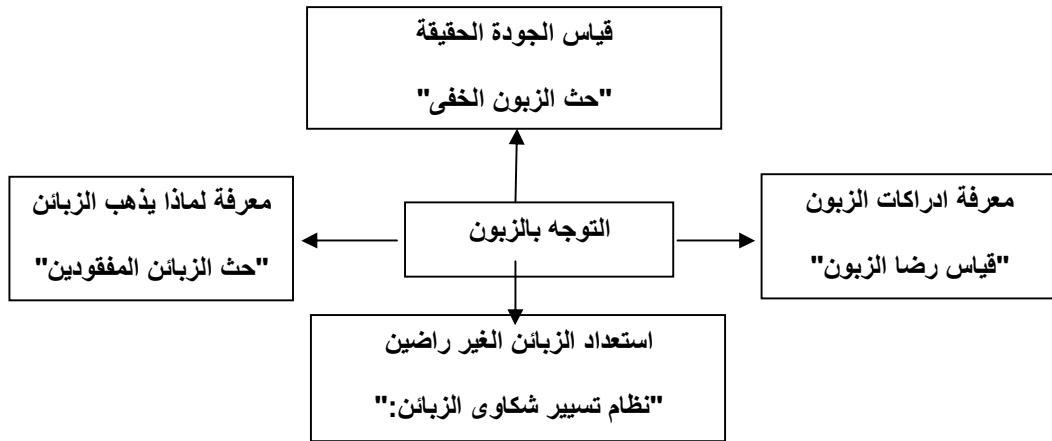 قياس الجودة الحقيقة
"حث الزبون الخفى"
معرفة ادراكات الزبون
"قياس رضا الزبون"
التوجه بالزبون
معرفة لماذا يذهب الزبائن
"حث الزبائن المفقودين"
استعداد الزبائن الغير راضين
"نظام تسيير شكاوى الزبائن:"